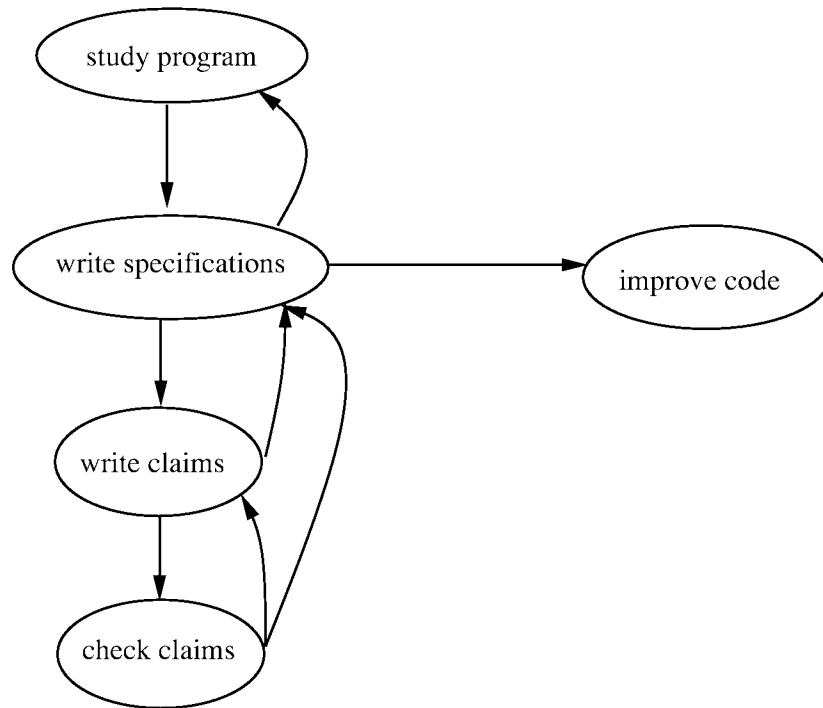 study program
write specifications
improve code
write claims
check claims